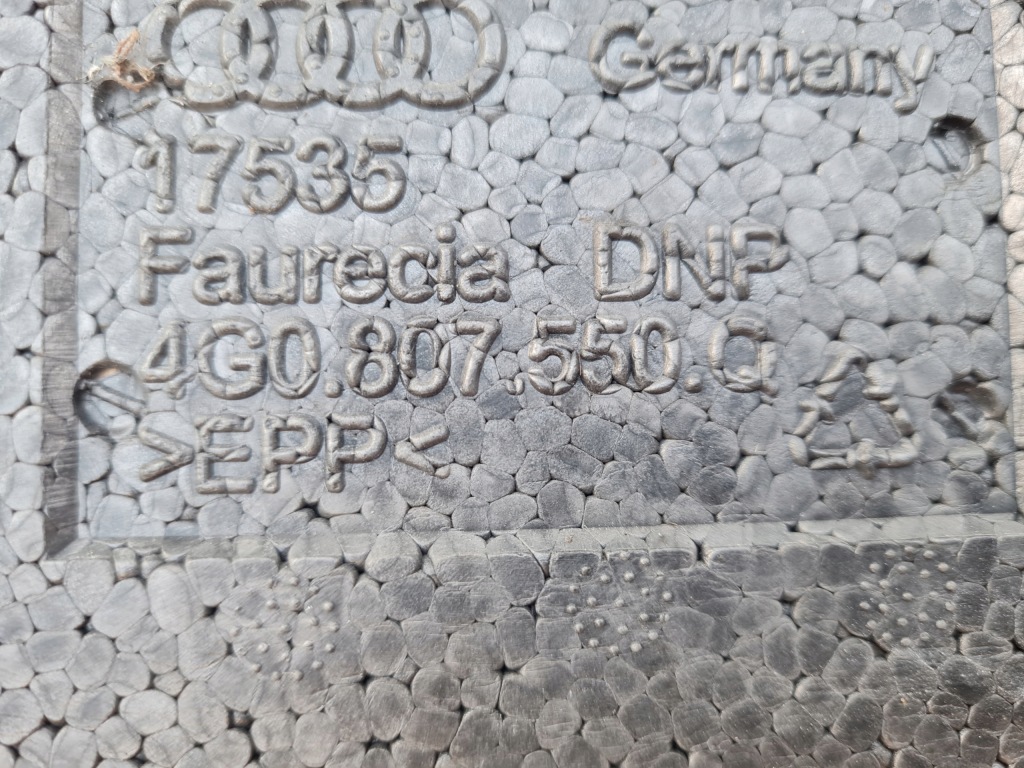 Germany
17535
Faurecia DNP
4G0.807.550.Q
>EPP<